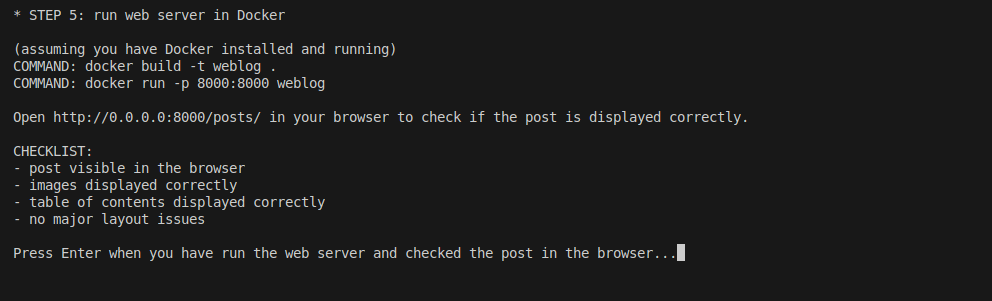 * STEP 5: run web server in Docker
(assuming you have Docker installed and running)
COMMAND: docker build -t weblog .
COMMAND: docker run -p 8000:8000 weblog
Open http://0.0.0.0:8000/posts/ in your browser to check if the post is displayed correctly.
CHECKLIST:
- post visible in the browser
- images displayed correctly
- table of contents displayed correctly
- no major layout issues
Press Enter when you have run the web server and checked the post in the browser...